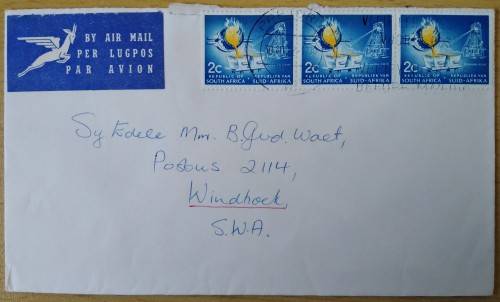 BY AIR MAIL
PER LUGPOS
PAR AVION
2c 2c 2c
REPUBLIC OF SOUTH AFRICA REPUBLIEK VAN SUID-AFRIKA
REPUBLIC OF SOUTH AFRICA REPUBLIEK VAN SUID-AFRIKA
REPUBLIC OF SOUTH AFRICA REPUBLIEK VAN SUID-AFRIKA
Sy Edele Mnr. B. Gud. Waet,
Posbus 2114,
Windhoek,
S.W.A.